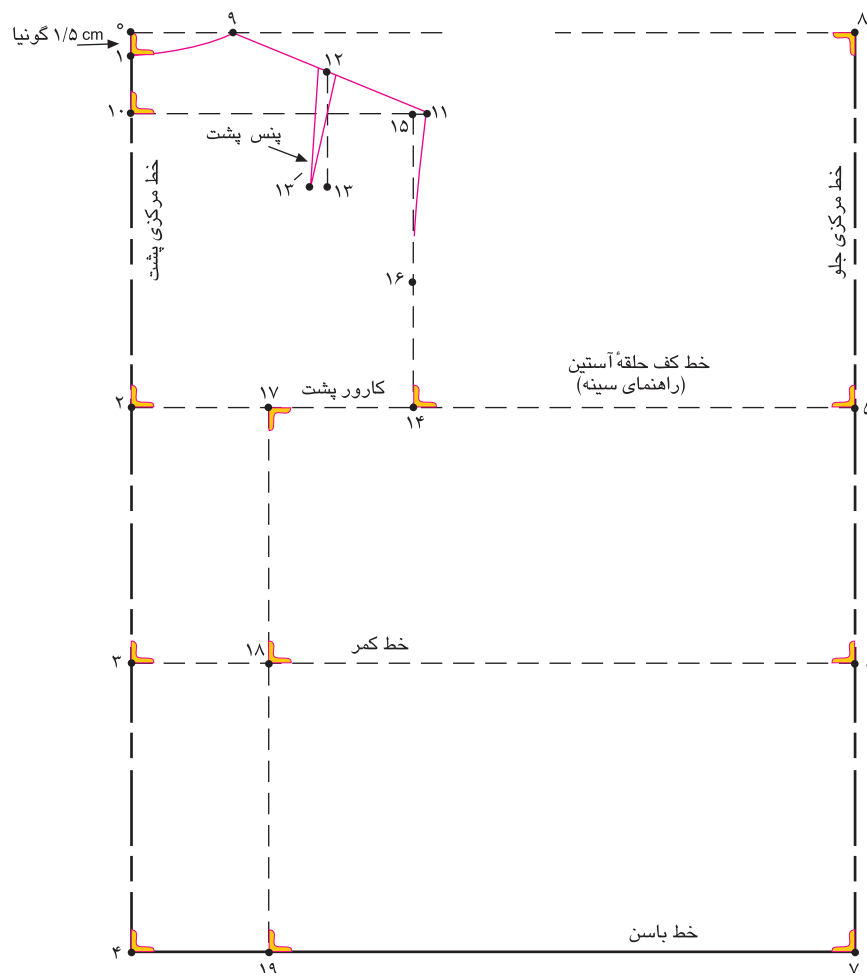 ۸
۹
۰
۱/۵ cm گونیا
۱
۱۲
۱۰
۱۵
۱۱
پنس پشت
۱۳
۱۳
خط مرکزی پشت
خط مرکزی جلو
۱۶
خط کف حلقهٔ آستین
(راهنمای سینه)
کارور پشت
۱۷
۲
۱۴
۵
خط کمر
۱۸
۳
خط باسن
۴
۱۹
۷